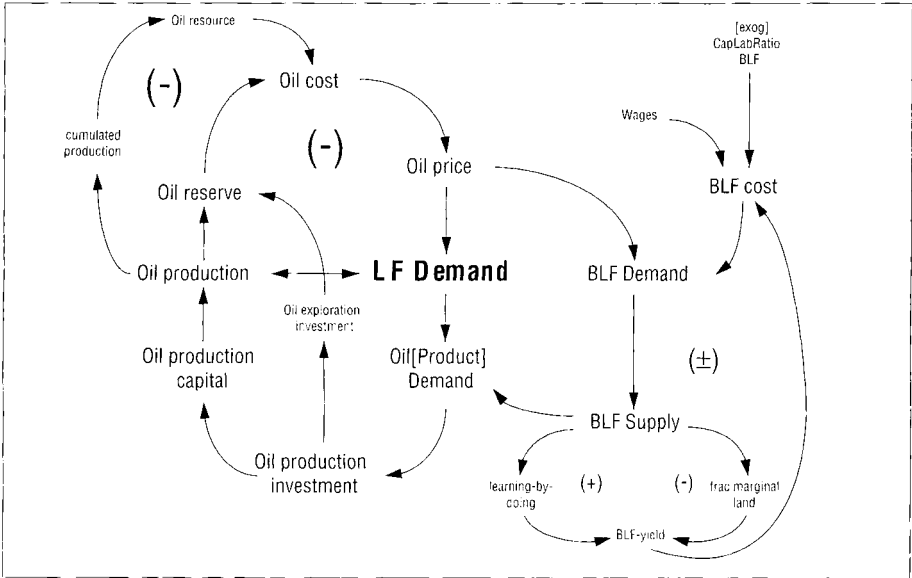 Oil resource
[exog]
CapLabRatio
BLF
(-)
Oil cost
Wages
cumulated
production
(-)
Oil price
BLF cost
Oil reserve
Oil production
LF Demand
BLF Demand
Oil exploration
investment
Oil production
capital
Oil[Product]
Demand
(±)
BLF Supply
Oil production
investment
learning-by-
doing
(+)
(-)
frac marginal
land
BLF-yield